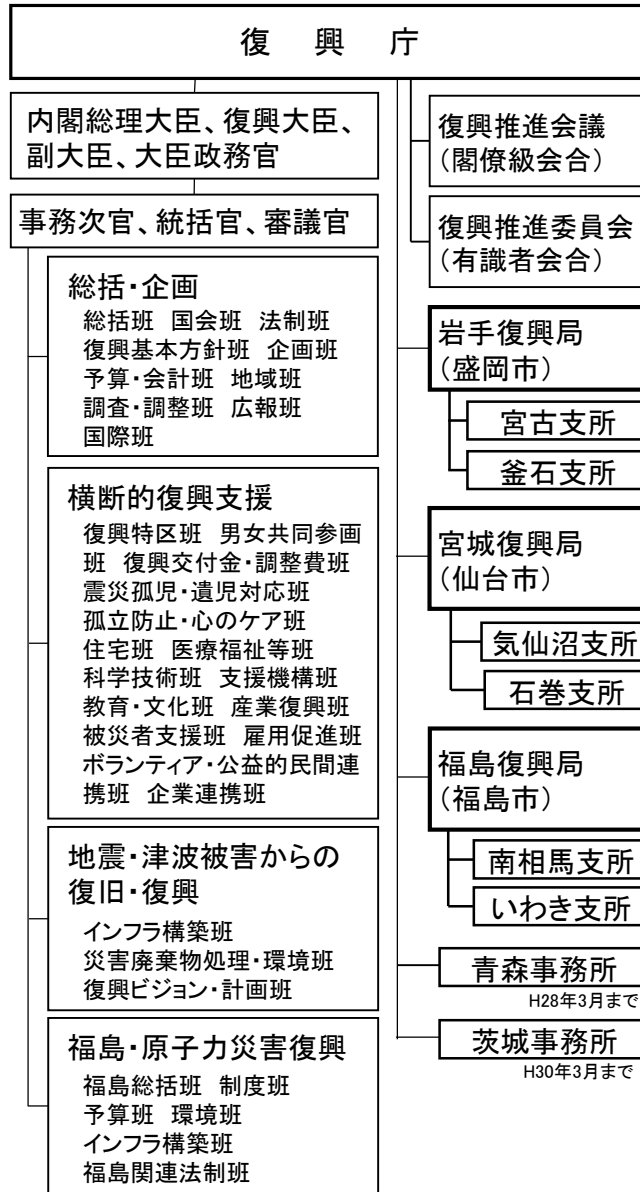 復興庁
内閣総理大臣、復興大臣、
副大臣、大臣政務官
事務次官、統括官、審議官
総括・企画
総括班 国会班 法制班
復興基本方針班 企画班
予算・会計班 地域班
調査・調整班 広報班
国際班
横断的復興支援
復興特区班 男女共同参画
班 復興交付金・調整費班
震災孤児・遺児対応班
孤立防止・心のケア班
住宅班 医療福祉等班
科学技術班 支援機構班
教育・文化班 産業復興班
被災者支援班 雇用促進班
ボランティア・公益的民間連
携班 企業連携班
地震・津波被害からの
復旧・復興
インフラ構築班
災害廃棄物処理・環境班
復興ビジョン・計画班
福島・原子力災害復興
福島総括班 制度班
予算班 環境班
インフラ構築班
福島関連法制班
復興推進会議
(閣僚級会合)
復興推進委員会
(有識者会合)
岩手復興局
(盛岡市)
宮古支所
釜石支所
宮城復興局
(仙台市)
気仙沼支所
石巻支所
福島復興局
(福島市)
南相馬支所
いわき支所
青森事務所
H28年3月まで
茨城事務所
H30年3月まで